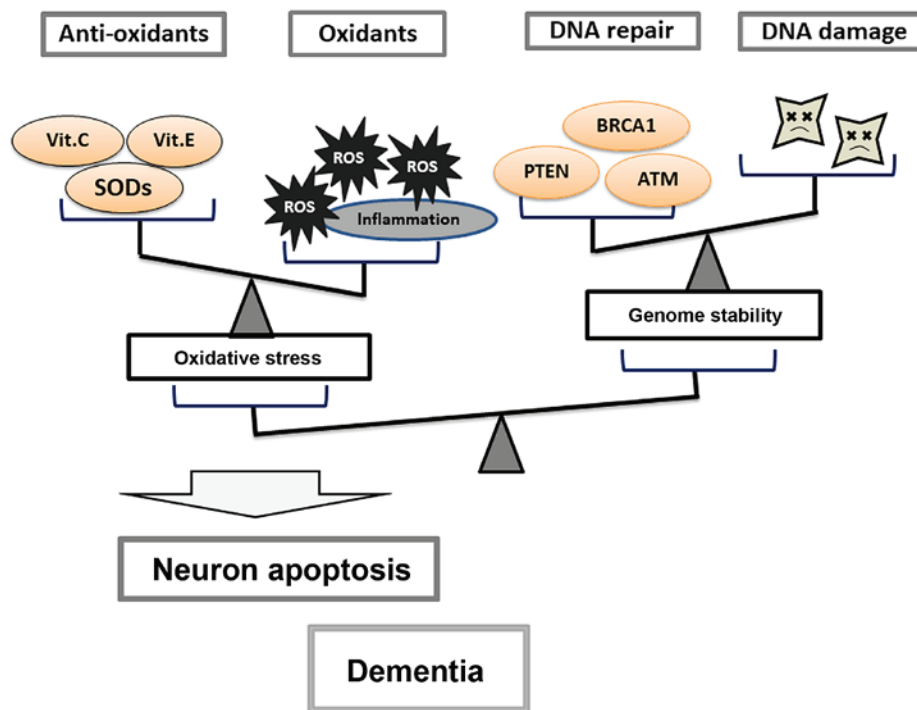 Anti-oxidants
Oxidants
DNA repair
DNA damage
Vit.C
Vit.E
SODs
ROS
ROS
ROS
Inflammation
BRCA1
PTEN
ATM
Oxidative stress
Genome stability
Neuron apoptosis
Dementia